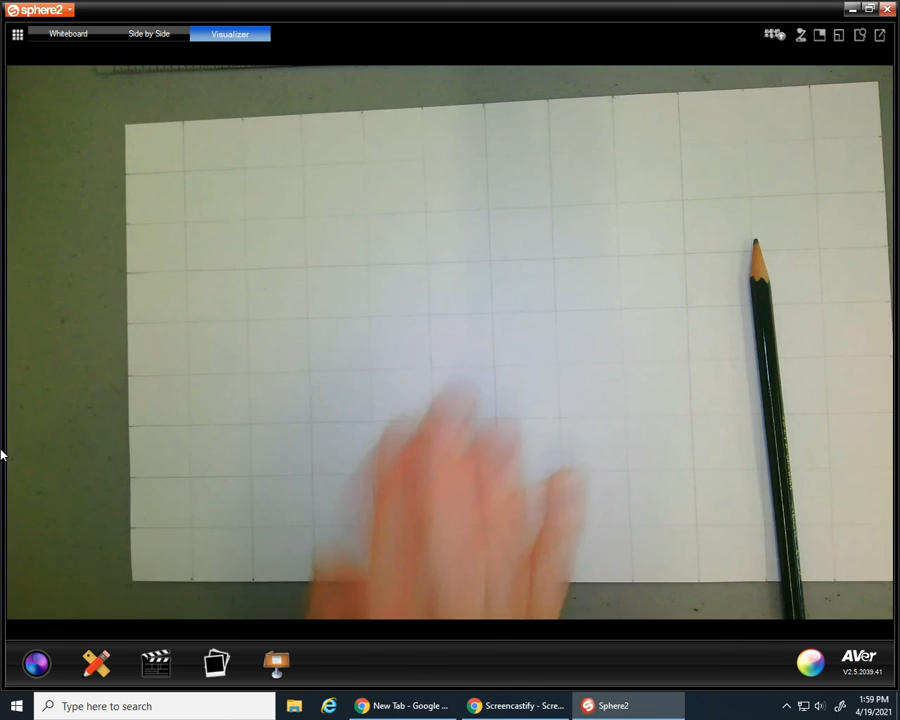 sphere2
Whiteboard
Side by Side
Visualizer
AVer
V2.5.2039.41
Type here to search
New Tab - Google ...
Screencastify - Scre...
Sphere2
1:59 PM
4/19/2021